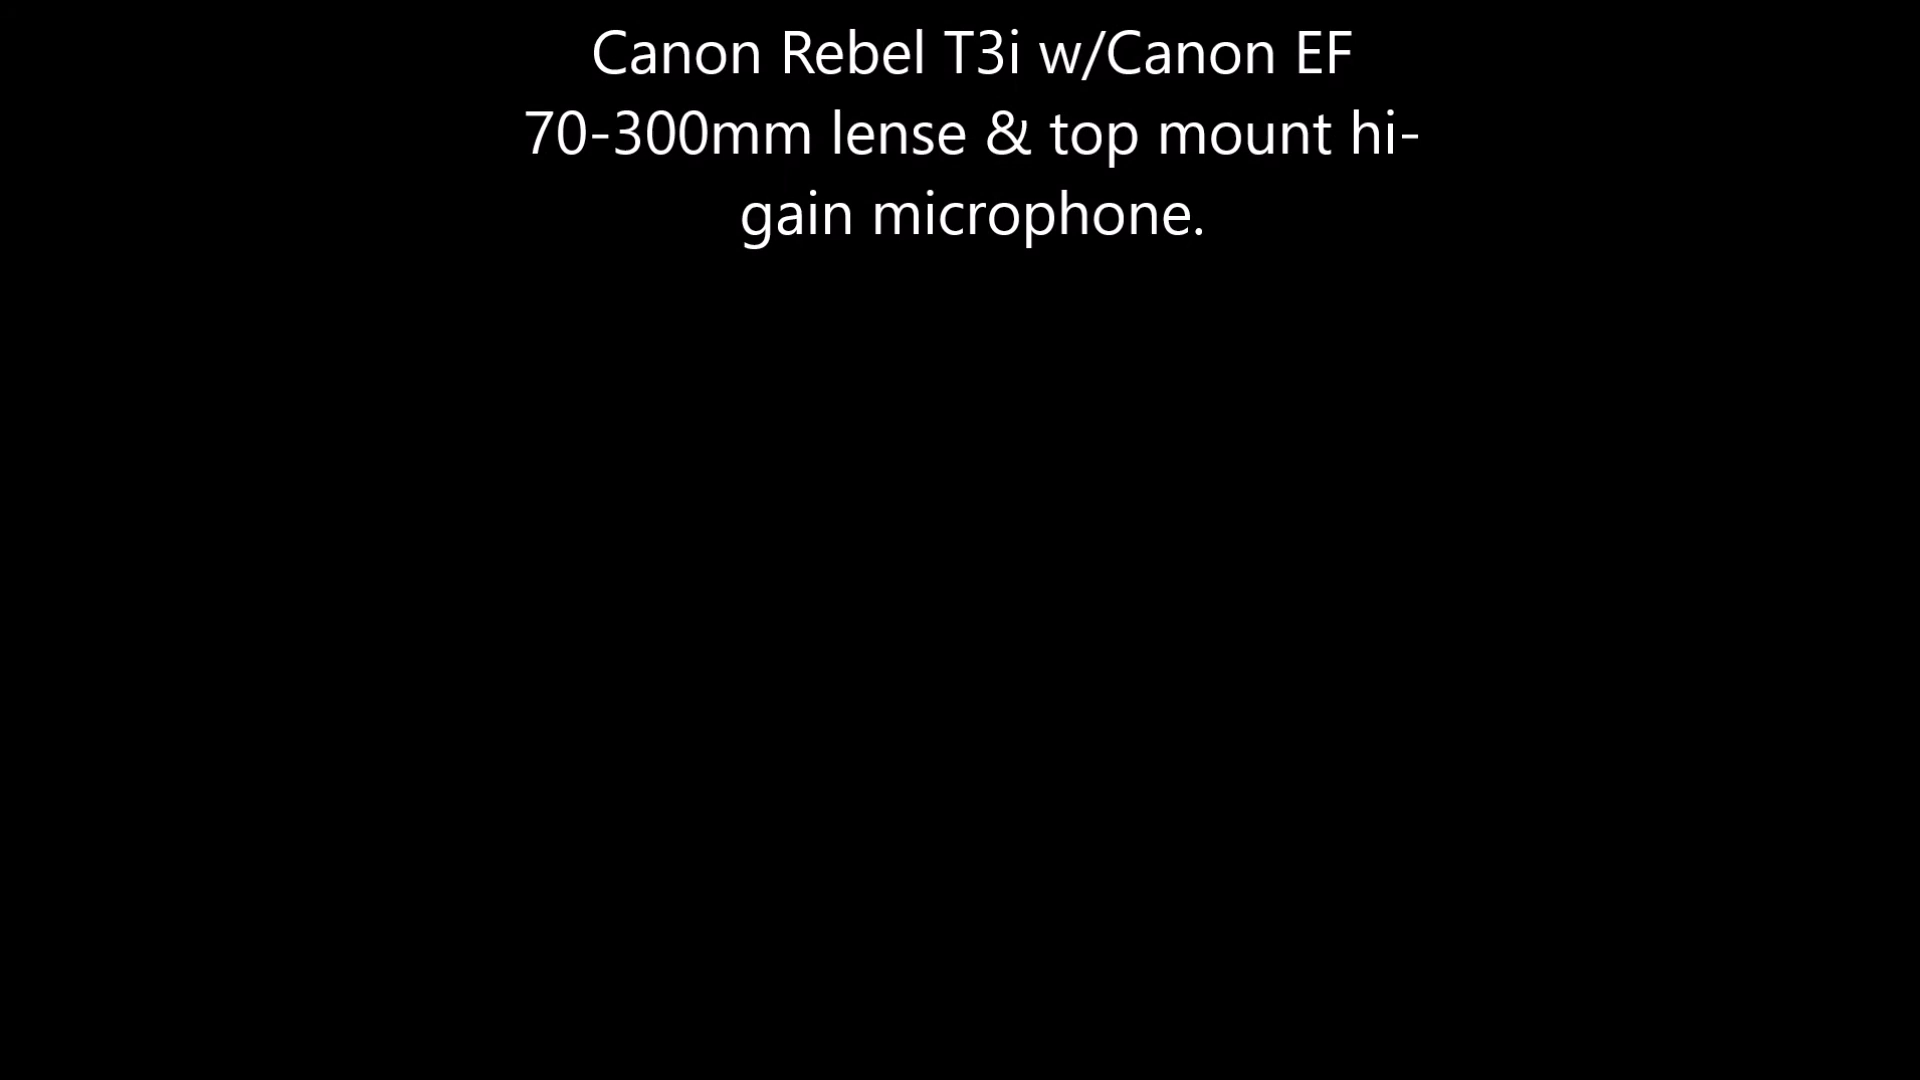 Canon Rebel T3i w/Canon EF
70-300mm lense & top mount hi-
gain microphone.